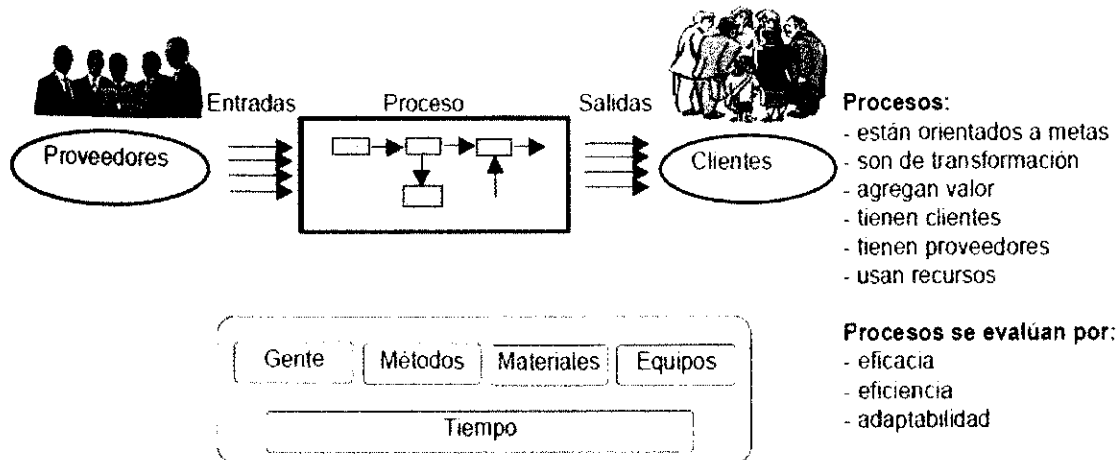 Entradas
Proceso
Salidas
Proveedores
Clientes
Procesos:
- están orientados a metas
- son de transformación
- agregan valor
- tienen clientes
- tienen proveedores
- usan recursos
Gente
Métodos
Materiales
Equipos
Tiempo
Procesos se evalúan por:
- eficacia
- eficiencia
- adaptabilidad